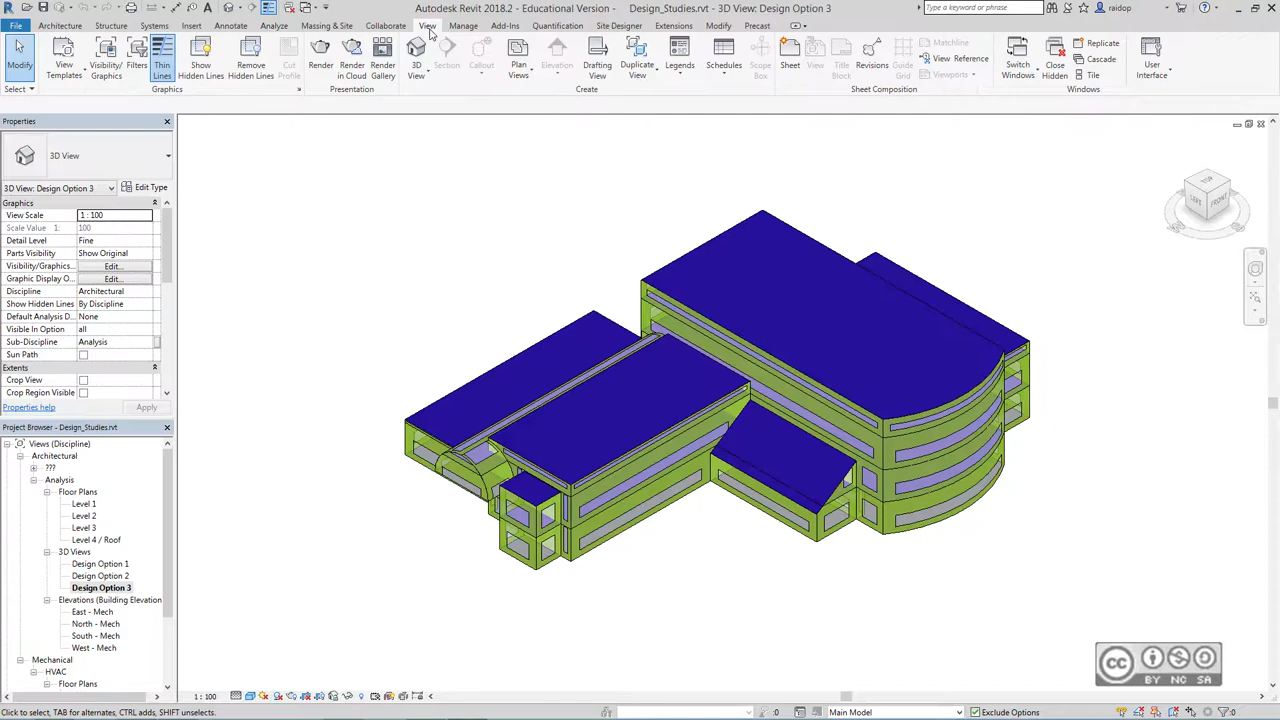 Autodesk Revit 2018.2 - Educational Version - Design_Studies.rvt - 3D View: Design Option 3
Type a keyword or phrase
raidop
File Architecture Structure Systems Insert Annotate Analyze Massing & Site Collaborate View Manage Add-Ins Quantification Site Designer Extensions Modify Precast
Modify
View Templates
Visibility/ Graphics
Filters
Thin Lines
Show Hidden Lines
Remove Hidden Lines
Cut Profile
Render
Render in Cloud
Render Gallery
3D View
Section
Callout
Plan Views
Elevation
Drafting View
Duplicate View
Legends
Schedules
Scope Box
Sheet
View
Title Block
Revisions
Guide Grid
Matchline
View Reference
Viewports
Switch Windows
Close Hidden
Replicate
Cascade
Tile
User Interface
Select Graphics Presentation Create Sheet Composition Windows
Properties
3D View
3D View: Design Option 3 Edit Type
Graphics
View Scale 1 : 100
Scale Value 1: 100
Detail Level Fine
Parts Visibility Show Original
Visibility/Graphics... Edit...
Graphic Display O... Edit...
Discipline Architectural
Show Hidden Lines By Discipline
Default Analysis D... None
Visible In Option all
Sub-Discipline Analysis
Sun Path
Extents
Crop View
Crop Region Visible
Properties help Apply
Project Browser - Design_Studies.rvt
Views (Discipline)
Architectural
???
Analysis
Floor Plans
Level 1
Level 2
Level 3
Level 4 / Roof
3D Views
Design Option 1
Design Option 2
Design Option 3
Elevations (Building Elevation
East - Mech
North - Mech
South - Mech
West - Mech
Mechanical
HVAC
Floor Plans
TOP
LEFT
FRONT
cc
BY NC SA
1 : 100
Click to select, TAB for alternates, CTRL adds, SHIFT unselects.
:0
Main Model
Exclude Options
:0